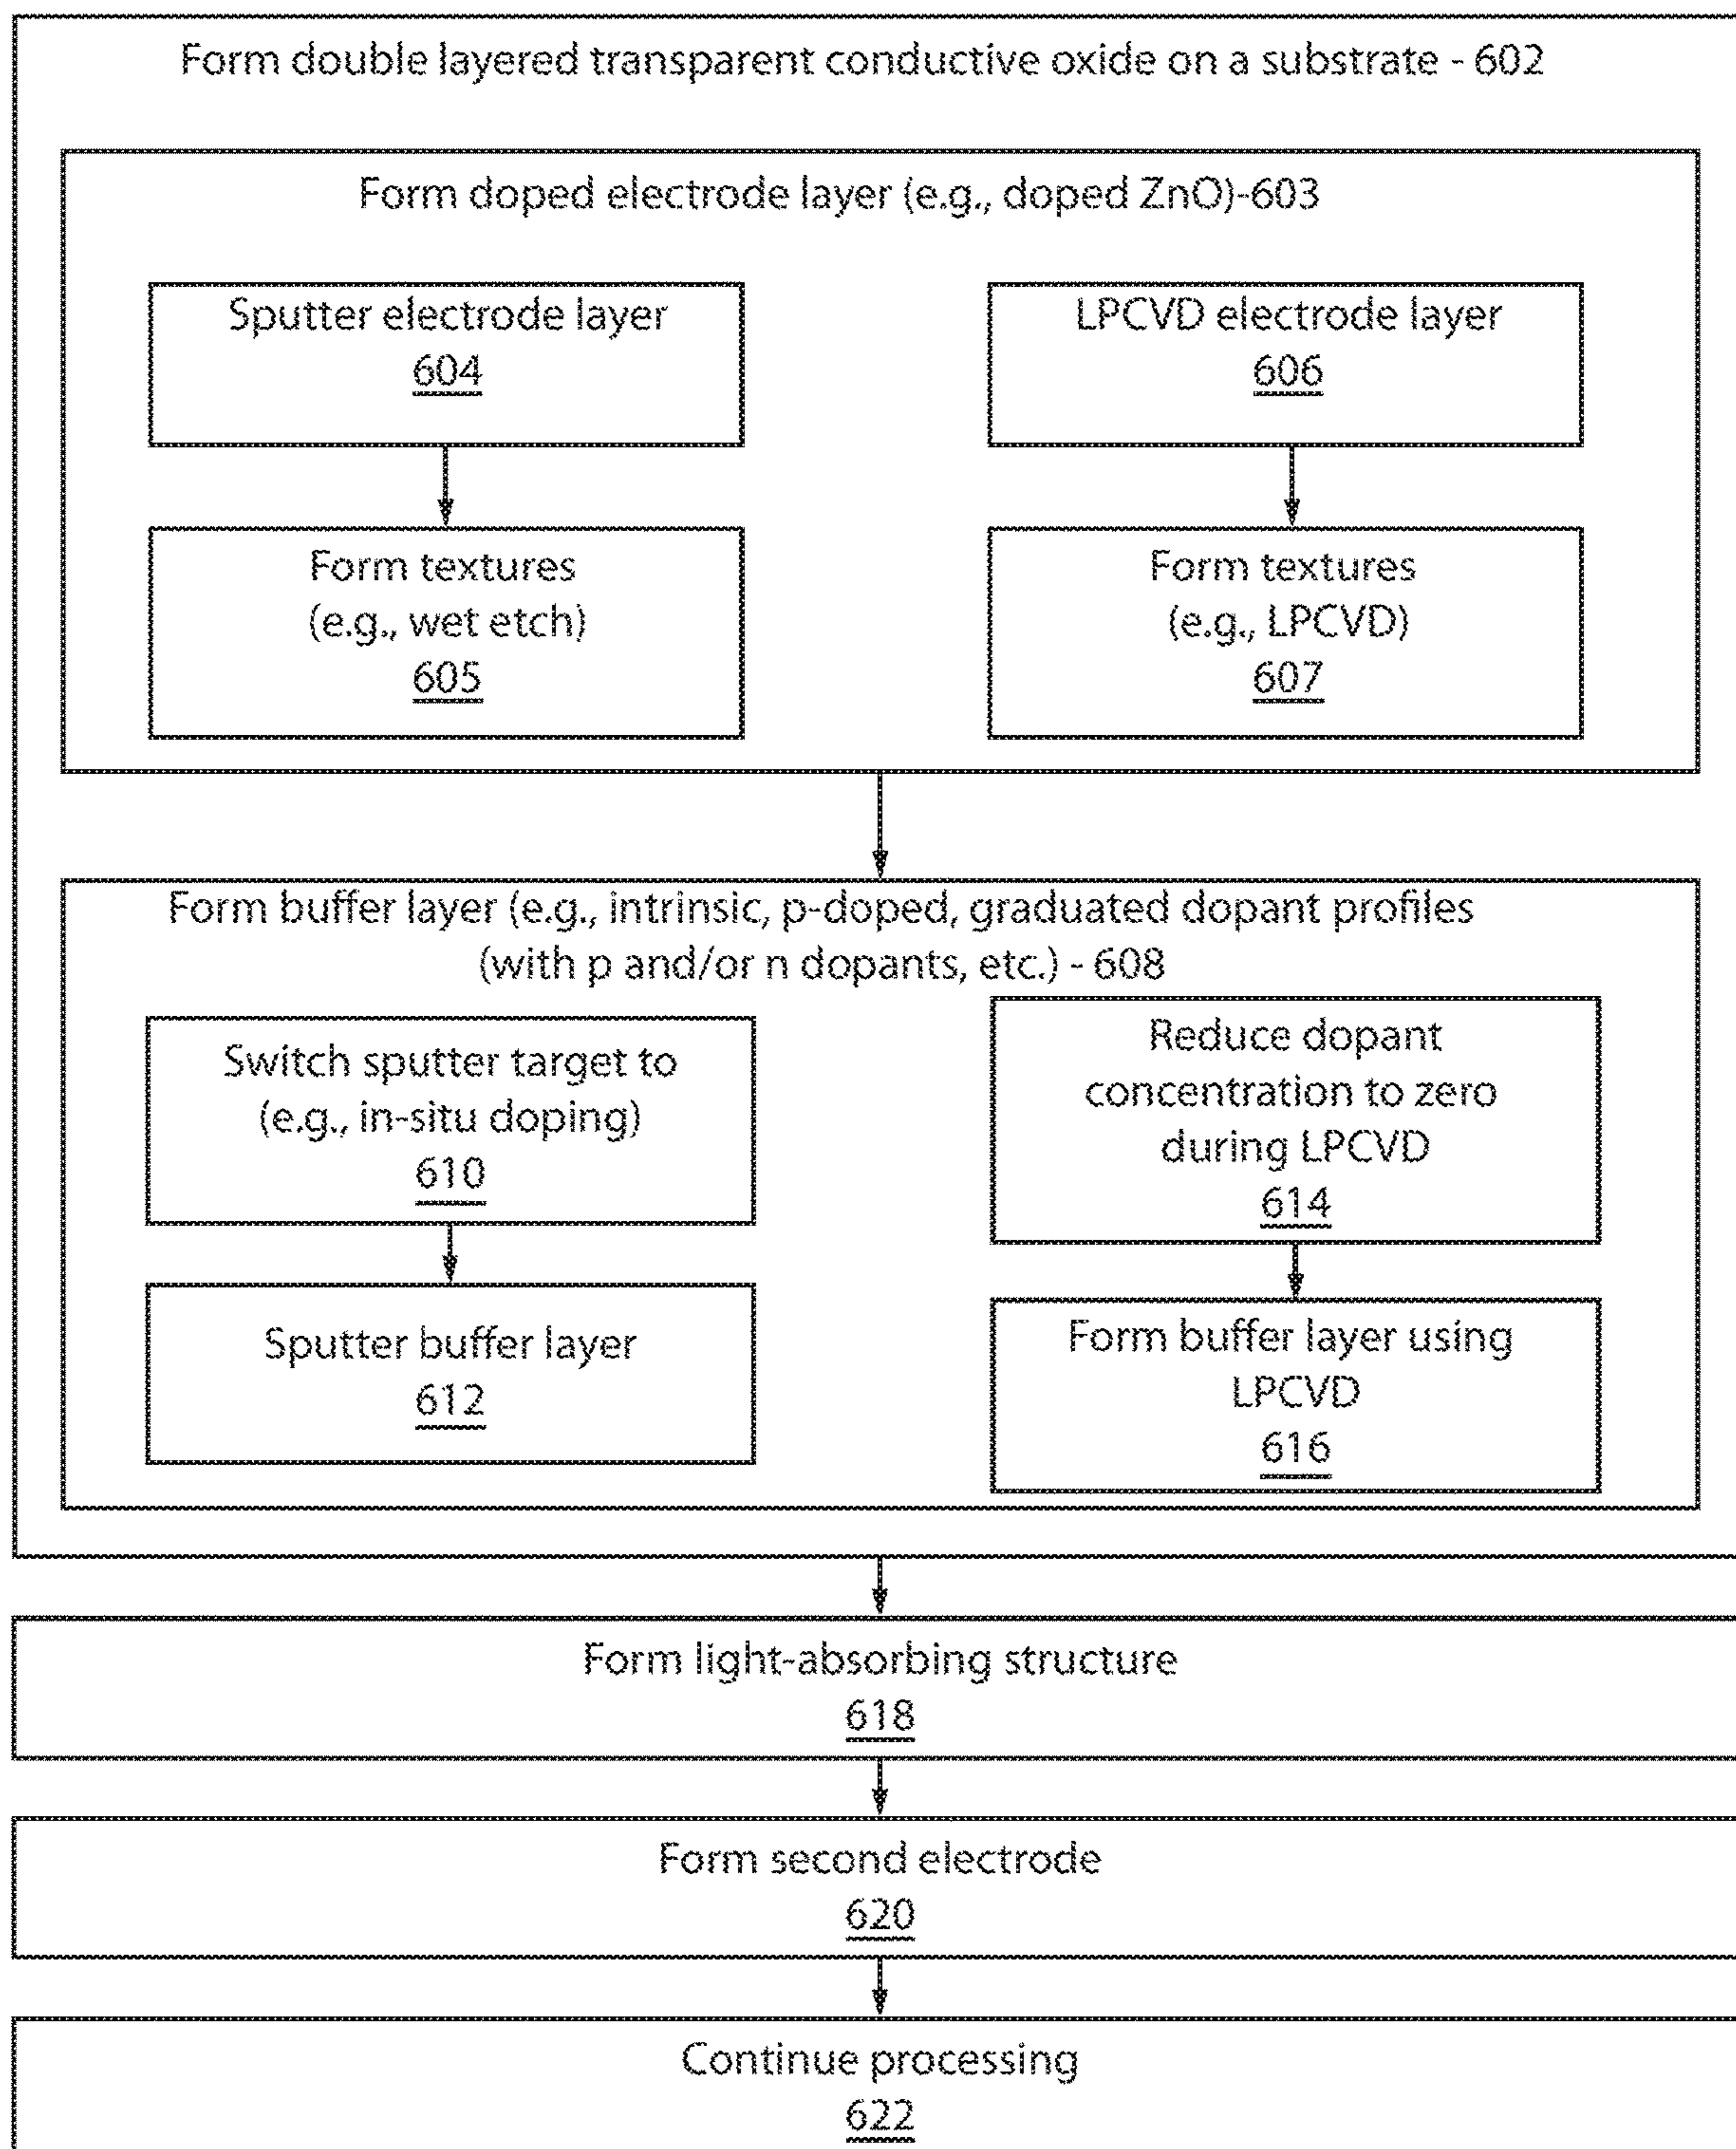 Form double layered transparent conductive oxide on a substrate - 602
Form doped electrode layer (e.g., doped ZnO)-603
Sputter electrode layer
604
LPCVD electrode layer
606
Form textures
(e.g., wet etch)
605
Form textures
(e.g., LPCVD)
607
Form buffer layer (e.g., intrinsic, p-doped, graduated dopant profiles
(with p and/or n dopants, etc.) - 608
Switch sputter target to
(e.g., in-situ doping)
610
Reduce dopant
concentration to zero
during LPCVD
614
Sputter buffer layer
612
Form buffer layer using
LPCVD
616
Form light-absorbing structure
618
Form second electrode
620
Continue processing
622